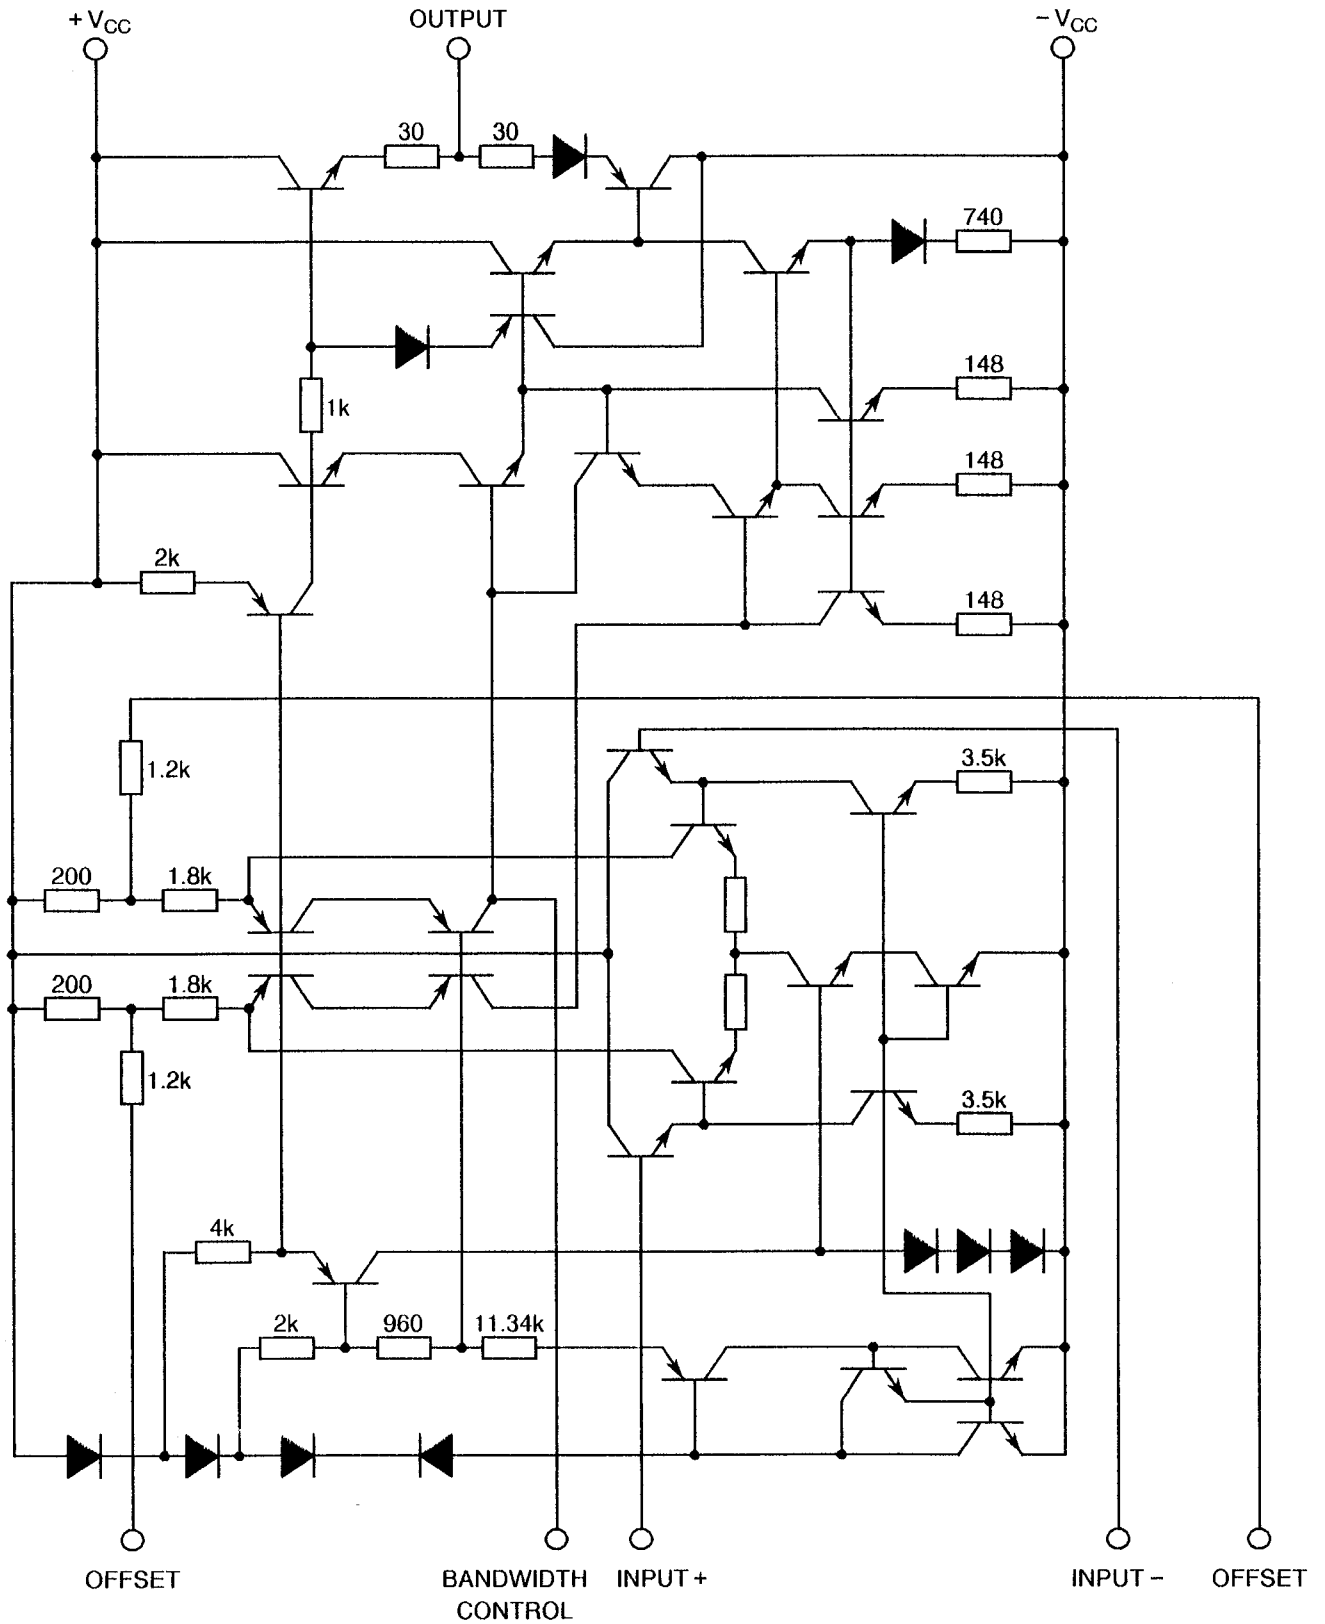 + VCC
OUTPUT
− VCC
30
30
740
148
1k
148
2k
148
1.2k
3.5k
200
1.8k
200
1.8k
1.2k
3.5k
4k
2k
960
11.34k
OFFSET
BANDWIDTH
CONTROL
INPUT +
INPUT −
OFFSET